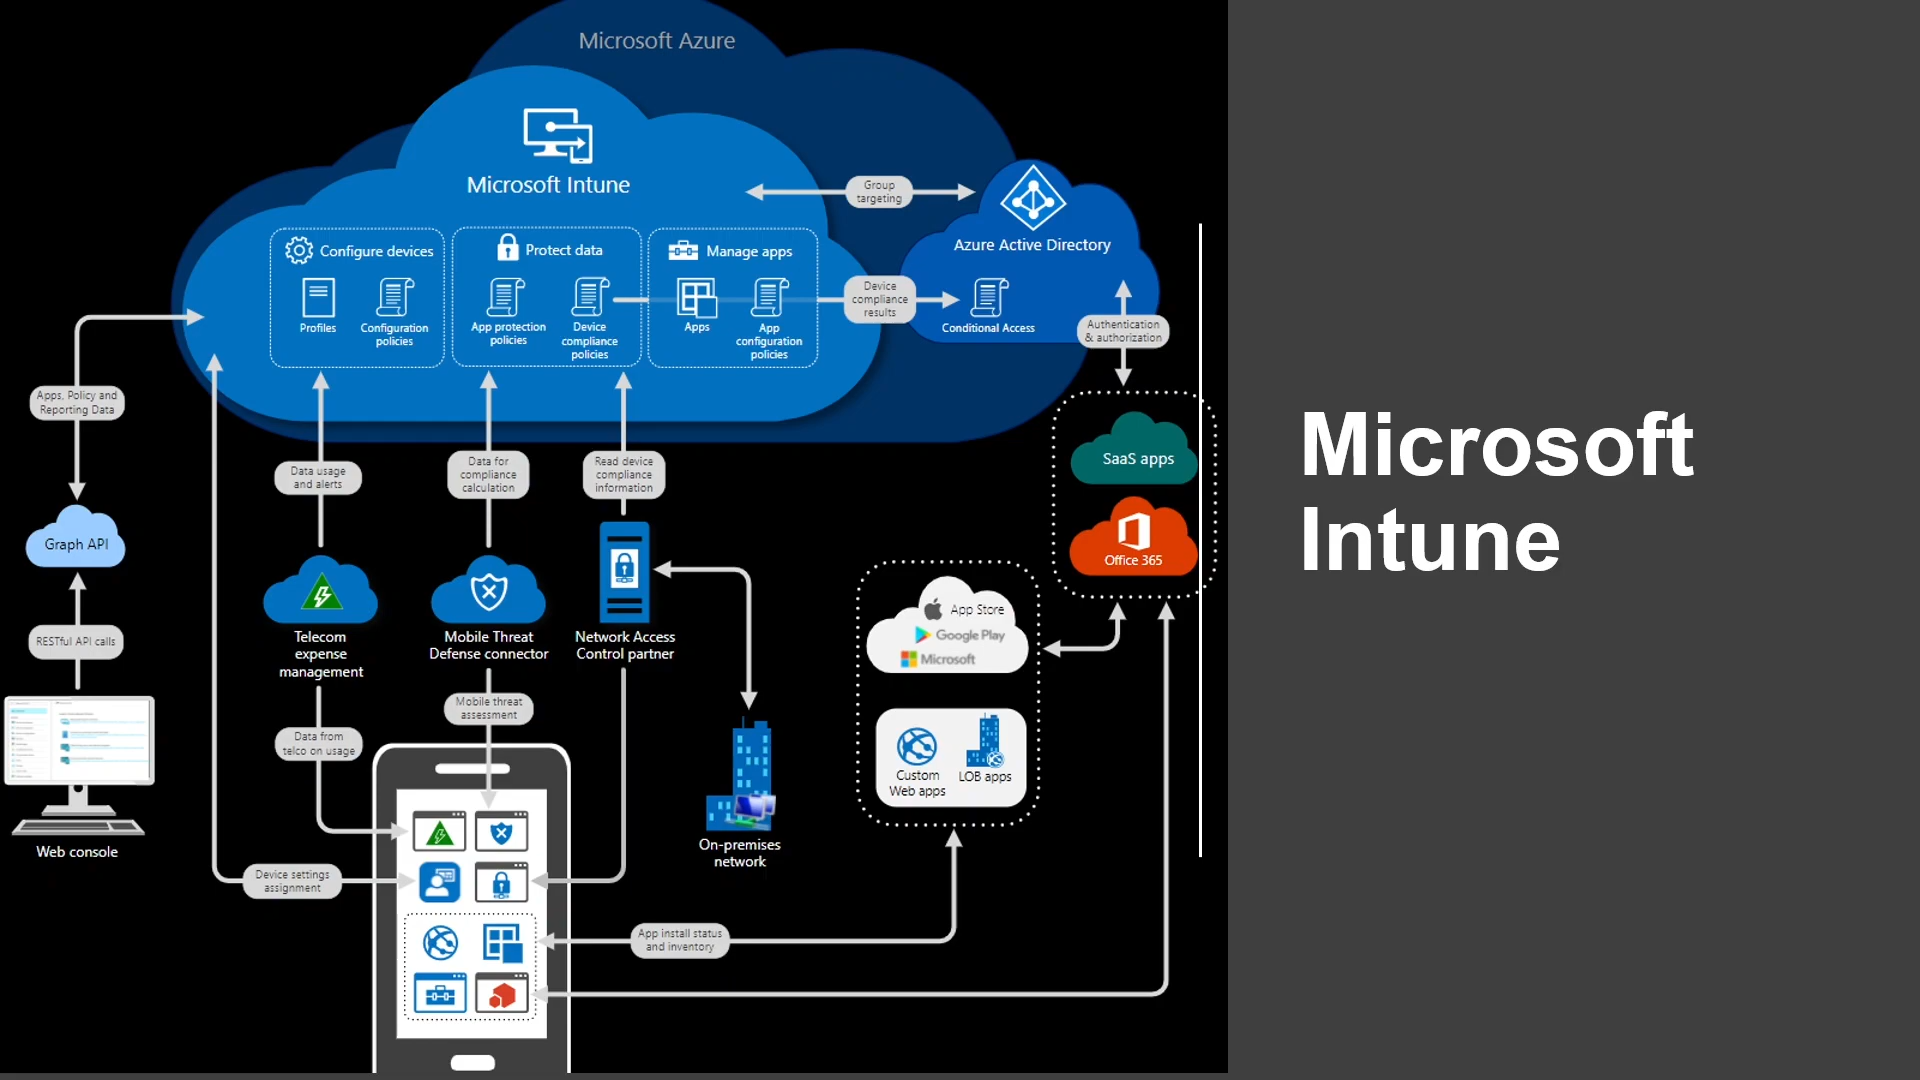 Microsoft Azure
Microsoft Intune
Group
targeting
Azure Active Directory
Configure devices
Protect data
Manage apps
Profiles
Configuration
policies
App protection
policies
Device
compliance
policies
Apps
App
configuration
policies
Device
compliance
results
Conditional Access
Authentication
& authorization
Apps, Policy and
Reporting Data
Data usage
and alerts
Data for
compliance
calculation
Read device
compliance
information
SaaS apps
Office 365
Graph API
RESTful API calls
Telecom
expense
management
Mobile Threat
Defense connector
Network Access
Control partner
App Store
Google Play
Microsoft
Mobile threat
assessment
Data from
telco on usage
Custom
Web apps
LOB apps
Web console
On-premises
network
Device settings
assignment
App install status
and inventory
Microsoft
Intune